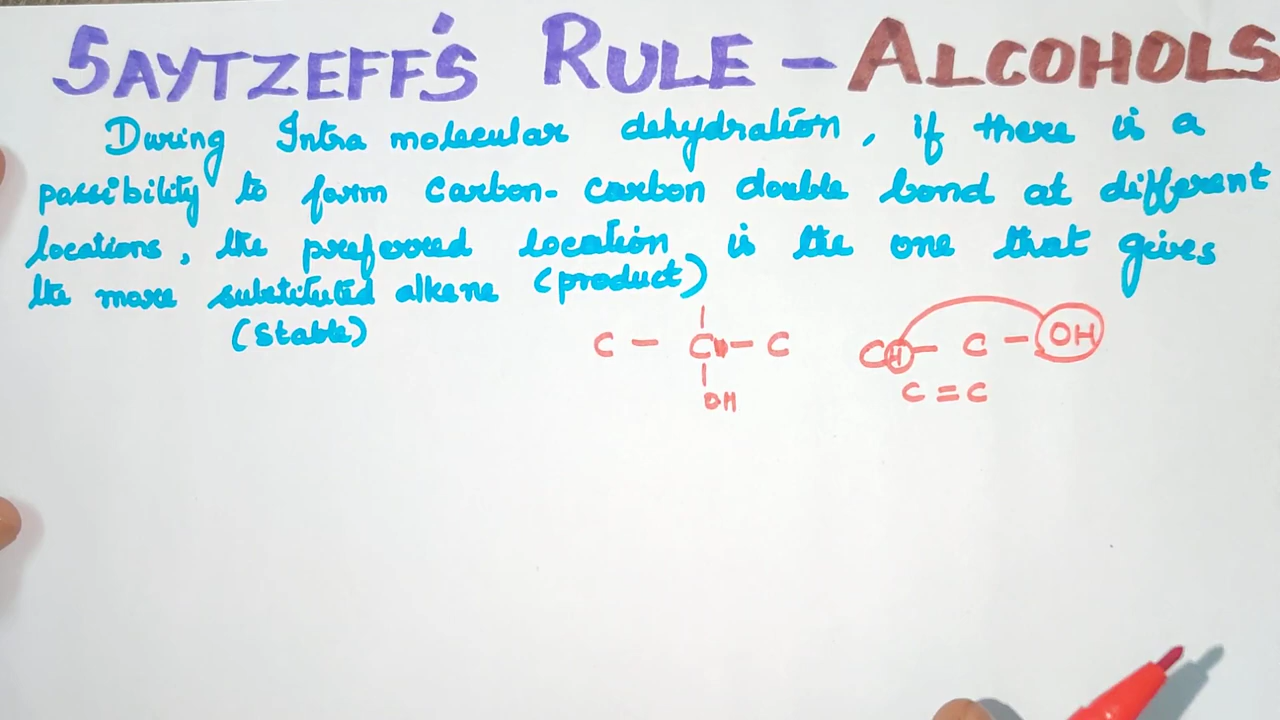 SAYTZEFF'S RULE - ALCOHOLS
During Intra molecular dehydration, if there is a
possibility to form carbon-carbon double bond at different
locations, the preferred location is the one that gives
the more substituted alkene (product)
(stable)
C - C - C
OH
CH - C - OH
C = C